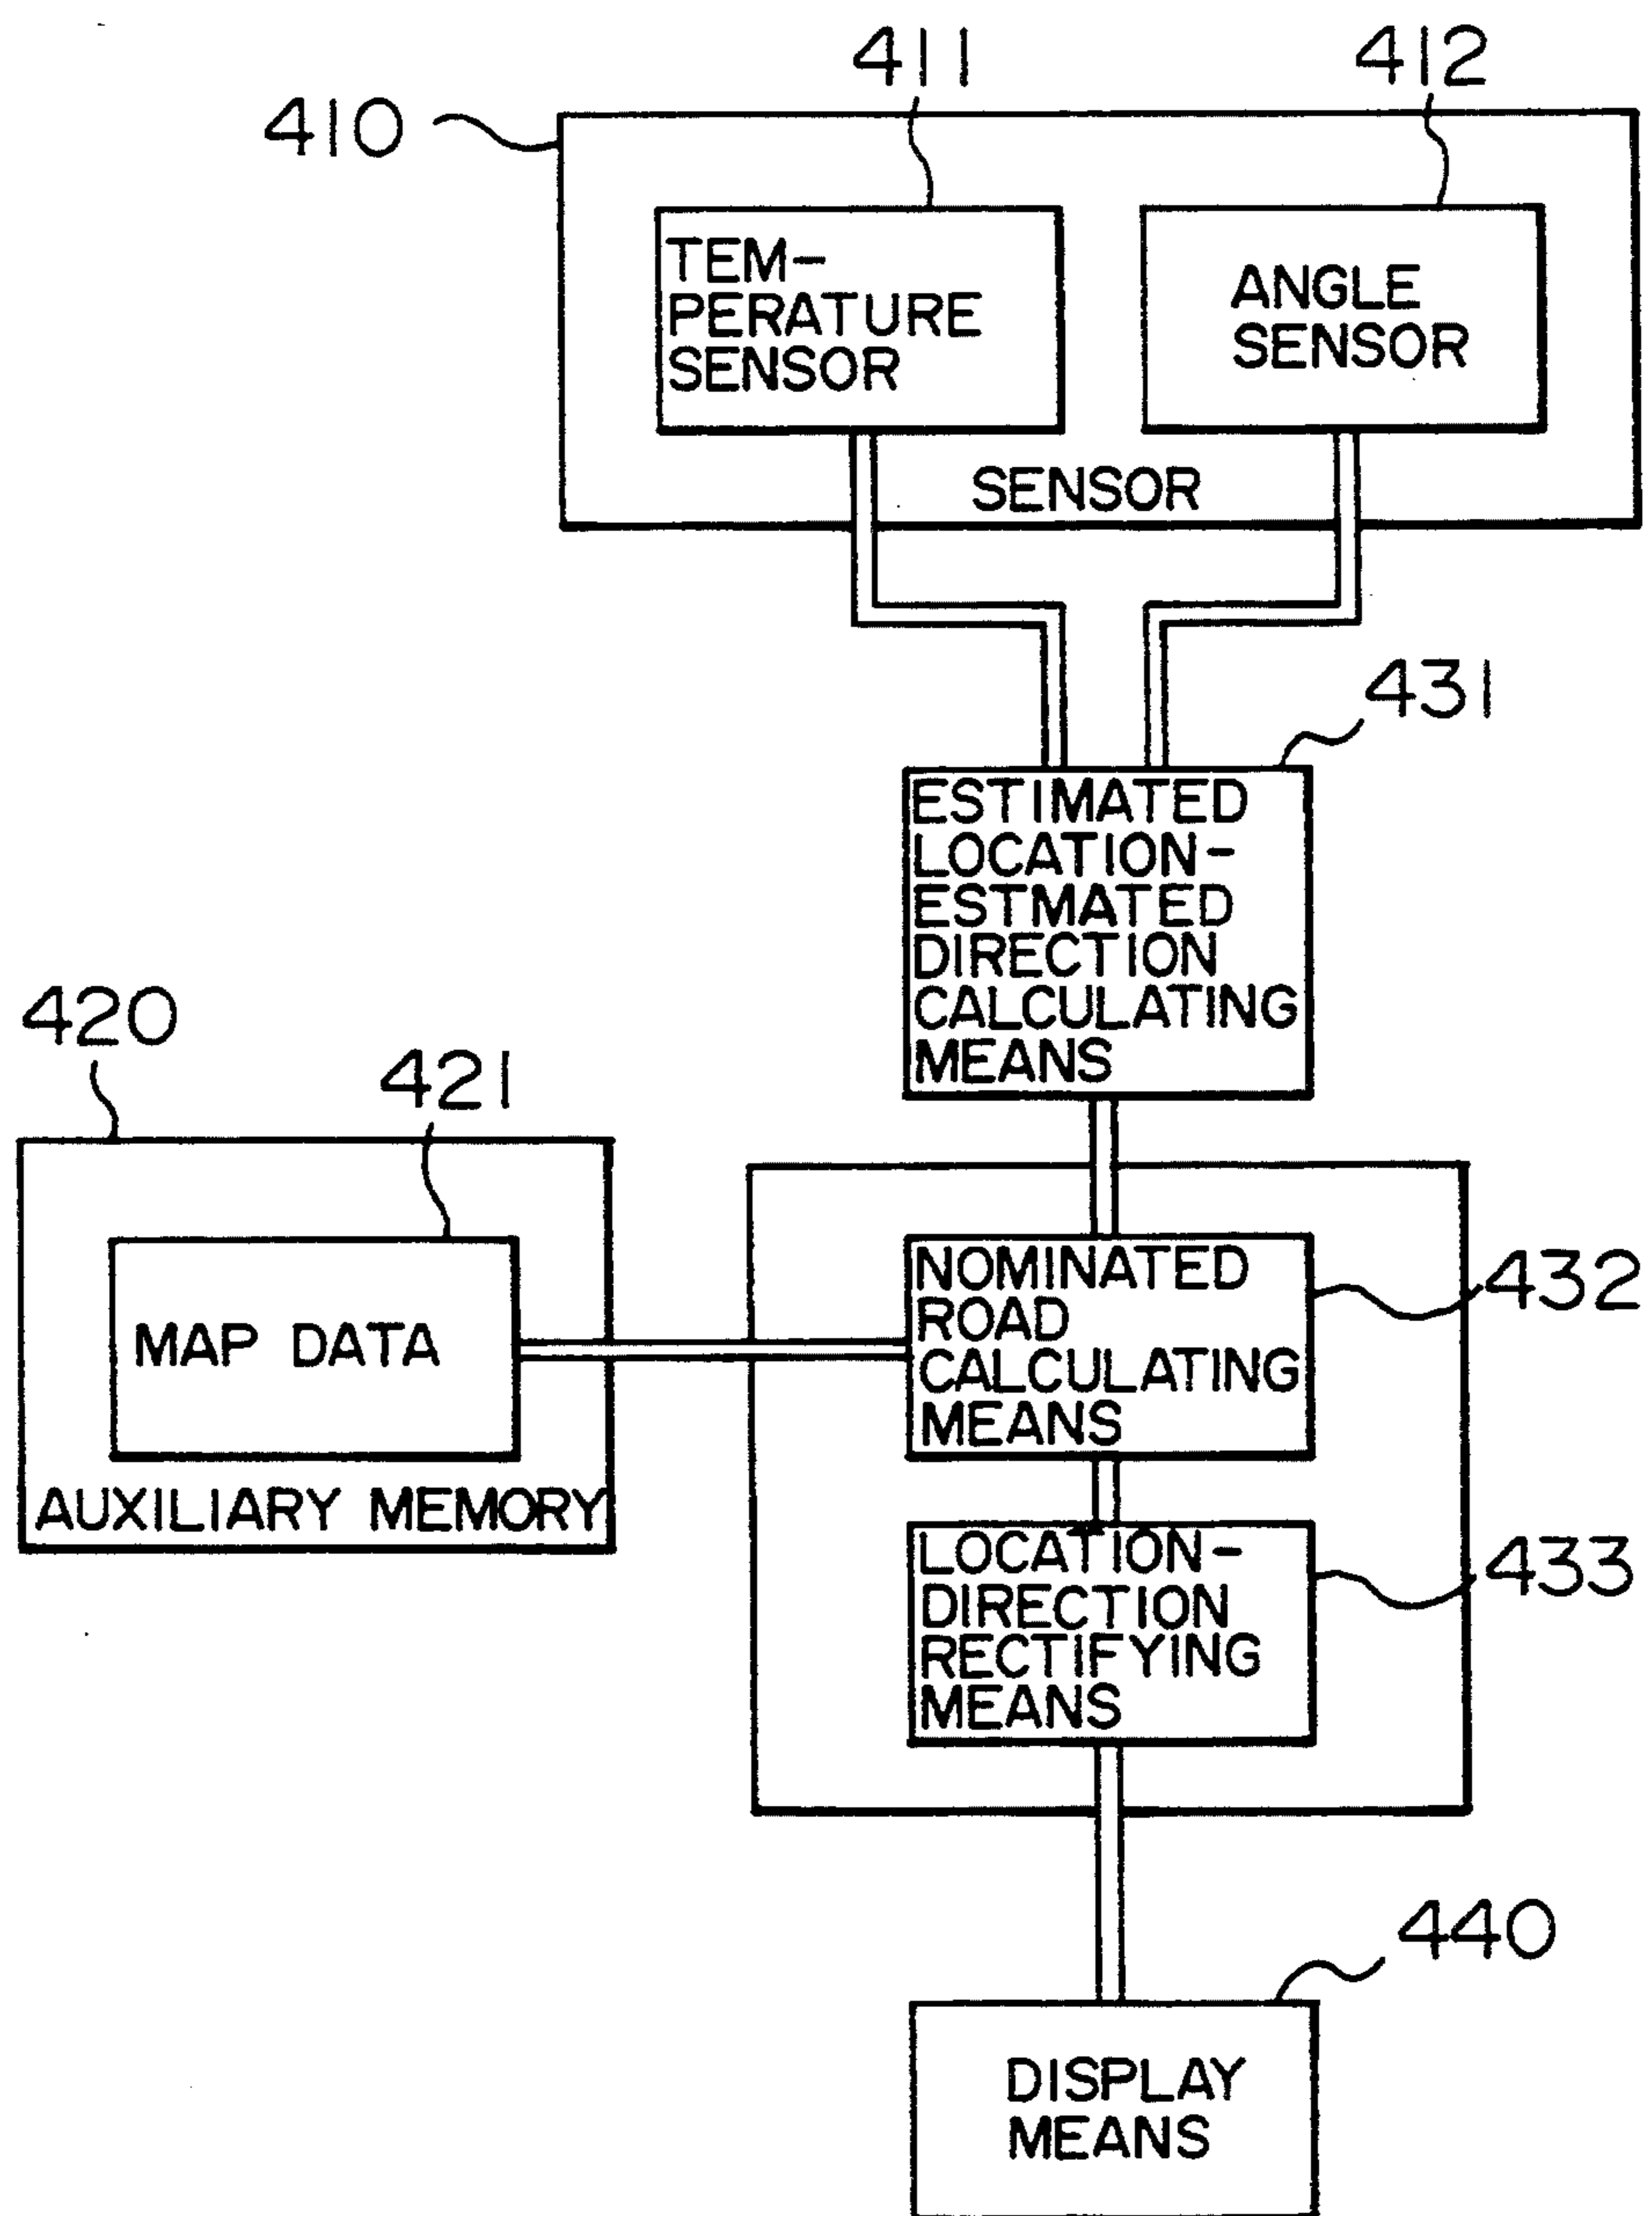 411
412
410
TEM-
PERATURE
SENSOR
ANGLE
SENSOR
SENSOR
431
ESTIMATED
LOCATION-
ESTMATED
DIRECTION
CALCULATING
MEANS
420
421
MAP DATA
AUXILIARY MEMORY
NOMINATED
ROAD
CALCULATING
MEANS
432
LOCATION-
DIRECTION
RECTIFYING
MEANS
433
440
DISPLAY
MEANS